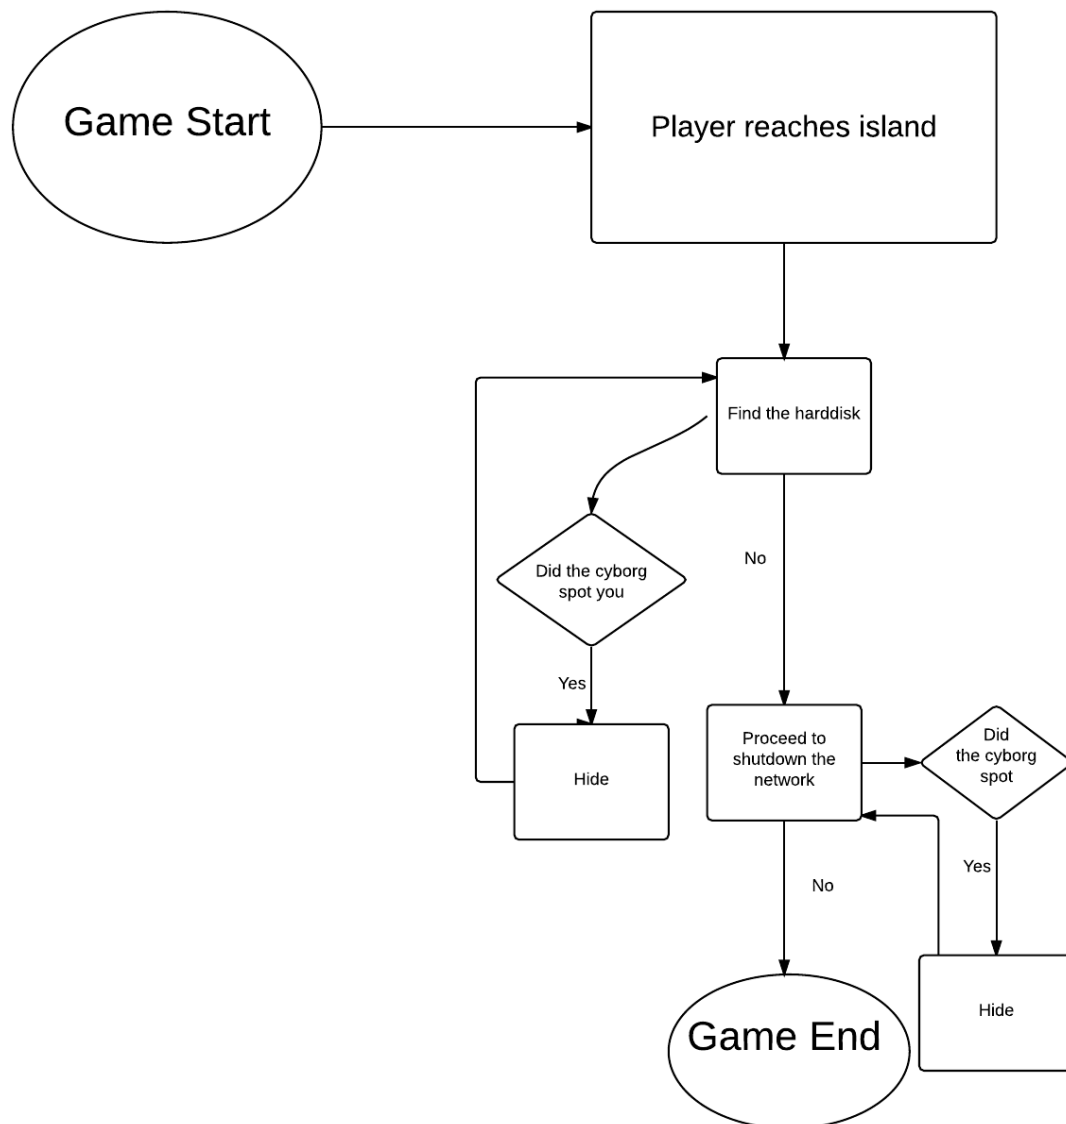 Game Start
Player reaches island
Find the harddisk
Did the cyborg
spot you
No
Yes
Hide
Proceed to
shutdown the
network
Did
the cyborg
spot
Yes
No
Hide
Game End